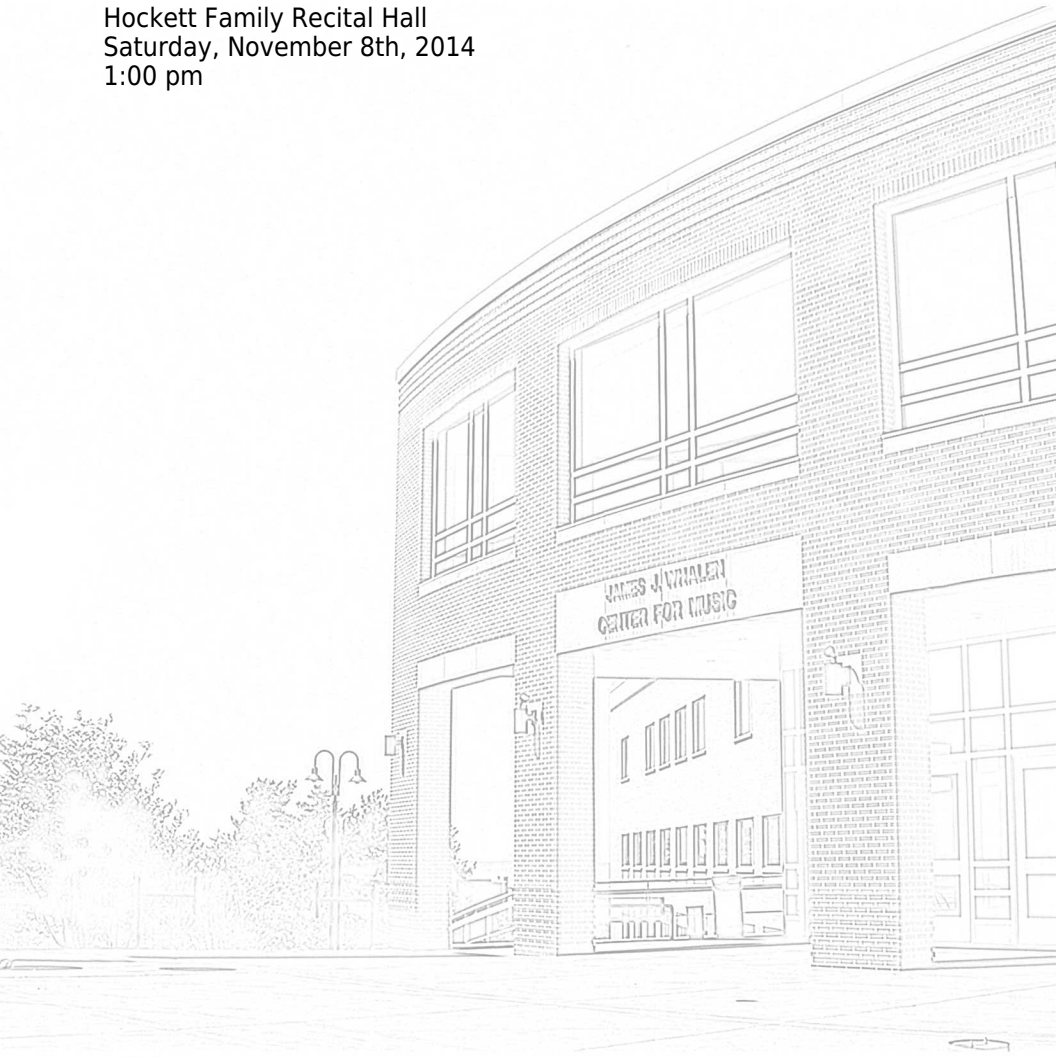 Hockett Family Recital Hall
Saturday, November 8th, 2014
1:00 pm
JAMES J. WHALEN
CENTER FOR MUSIC